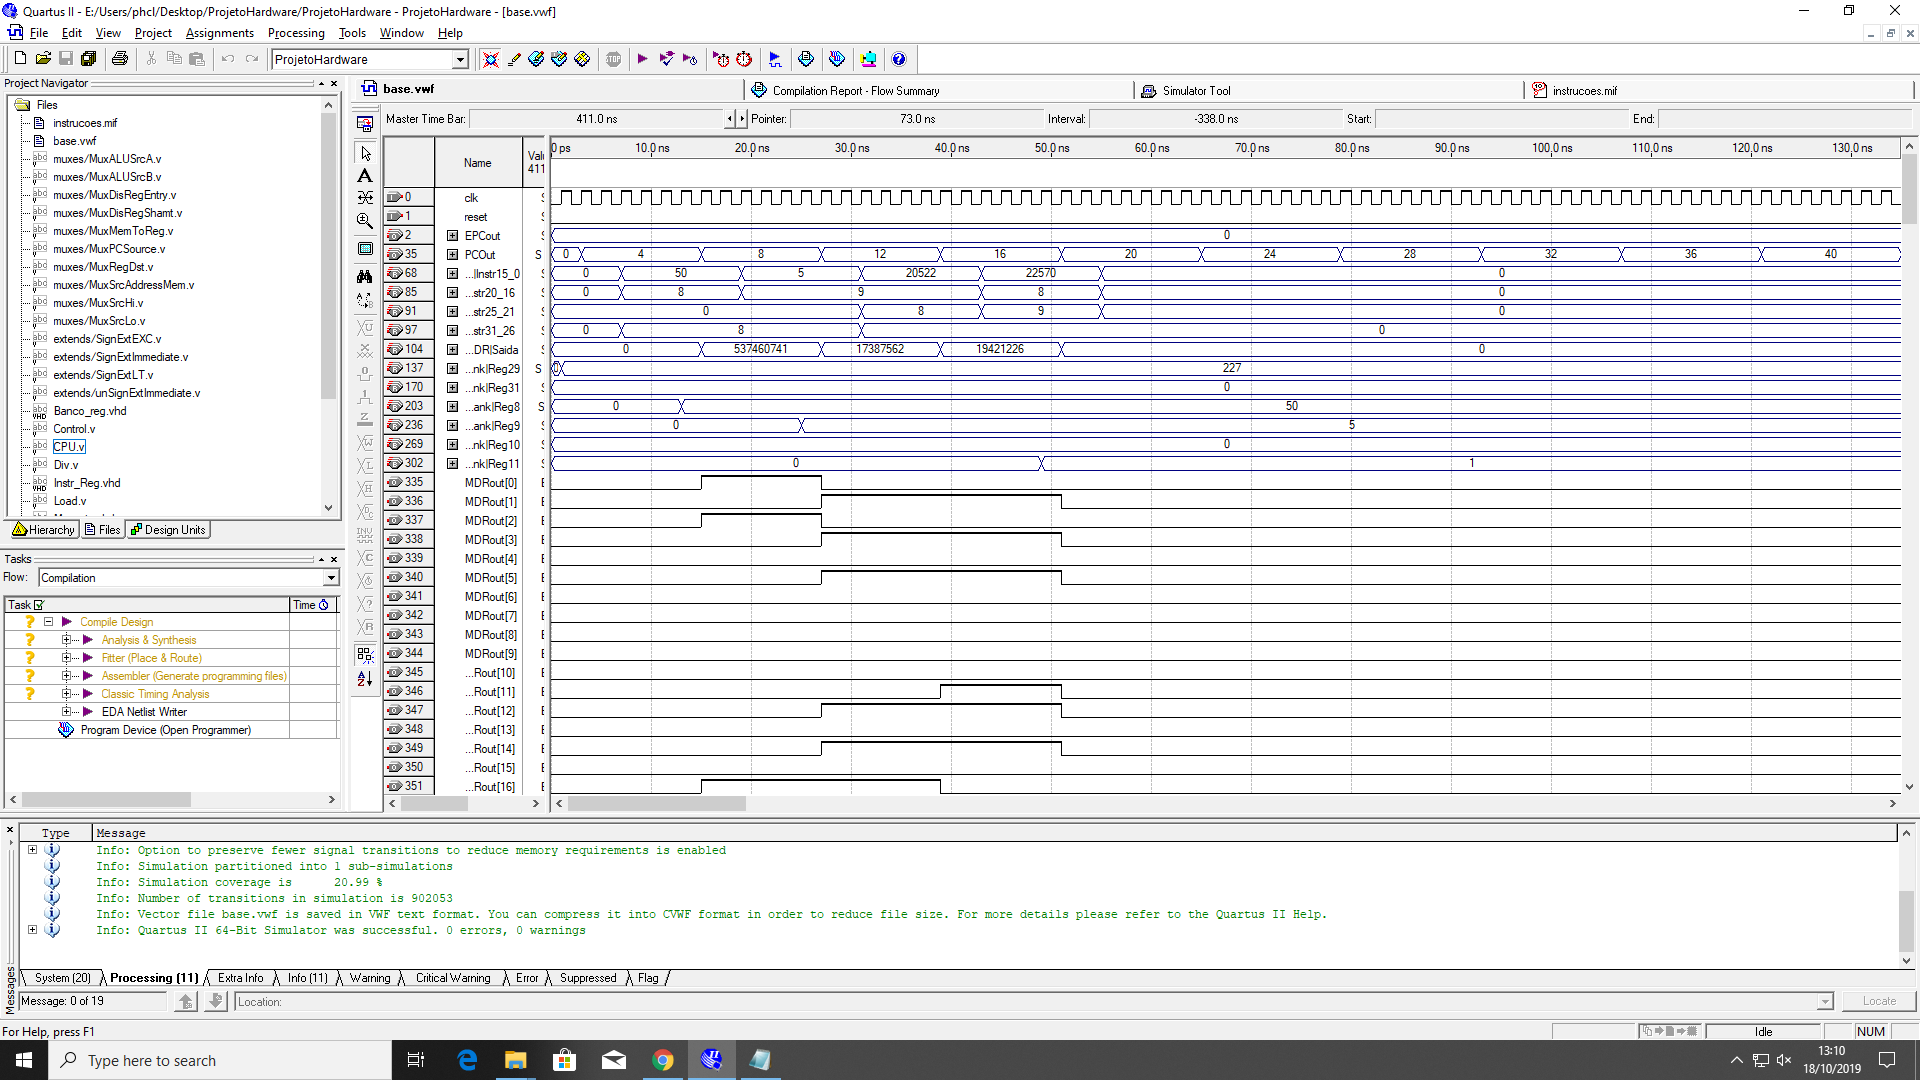 Quartus II - E:/Users/phcl/Desktop/ProjetoHardware/ProjetoHardware - ProjetoHardware - [base.vwf]
File Edit View Project Assignments Processing Tools Window Help
ProjetoHardware
Project Navigator
Files
instrucoes.mif
base.vwf
muxes/MuxALUSrcA.v
muxes/MuxALUSrcB.v
muxes/MuxDisRegEntry.v
muxes/MuxDisRegShamt.v
muxes/MuxMemToReg.v
muxes/MuxPCSource.v
muxes/MuxRegDst.v
muxes/MuxSrcAddressMem.v
muxes/MuxSrcHi.v
muxes/MuxSrcLo.v
extends/SignExtEXC.v
extends/SignExtImmediate.v
extends/SignExtLT.v
extends/unSignExtImmediate.v
Banco_reg.vhd
Control.v
CPU.v
Div.v
Instr_Reg.vhd
Load.v
Hierarchy Files Design Units
Tasks
Flow: Compilation
Task Time
Compile Design
Analysis & Synthesis
Fitter (Place & Route)
Assembler (Generate programming files)
Classic Timing Analysis
EDA Netlist Writer
Program Device (Open Programmer)
base.vwf Compilation Report - Flow Summary Simulator Tool instrucoes.mif
Master Time Bar: 411.0 ns Pointer: 73.0 ns Interval: -338.0 ns Start: End:
Name Valu 411
0 ps 10.0 ns 20.0 ns 30.0 ns 40.0 ns 50.0 ns 60.0 ns 70.0 ns 80.0 ns 90.0 ns 100.0 ns 110.0 ns 120.0 ns 130.0 ns
0 clk
1 reset
2 EPCout 0
35 PCOut S 0 4 8 12 16 20 24 28 32 36 40
68 ...|Instr15_0 0 50 5 20522 22570 0
85 ...str20_16 0 8 9 8 0
91 ...str25_21 0 8 9 0
97 ...str31_26 0 8 0
104 ...DR|Saida 0 537460741 17387562 19421226 0
137 ...nk|Reg29 S 227
170 ...nk|Reg31 0
203 ...ank|Reg8 0 50
236 ...ank|Reg9 0 5
269 ...nk|Reg10 0
302 ...nk|Reg11 0 1
335 MDRout[0]
336 MDRout[1]
337 MDRout[2]
338 MDRout[3]
339 MDRout[4]
340 MDRout[5]
341 MDRout[6]
342 MDRout[7]
343 MDRout[8]
344 MDRout[9]
345 ...Rout[10]
346 ...Rout[11]
347 ...Rout[12]
348 ...Rout[13]
349 ...Rout[14]
350 ...Rout[15]
351 ...Rout[16]
Messages
Type Message
Info: Option to preserve fewer signal transitions to reduce memory requirements is enabled
Info: Simulation partitioned into 1 sub-simulations
Info: Simulation coverage is 20.99 %
Info: Number of transitions in simulation is 902053
Info: Vector file base.vwf is saved in VWF text format. You can compress it into CVWF format in order to reduce file size. For more details please refer to the Quartus II Help.
Info: Quartus II 64-Bit Simulator was successful. 0 errors, 0 warnings
System (20) Processing (11) Extra Info Info (11) Warning Critical Warning Error Suppressed Flag
Message: 0 of 19 Location: Locate
For Help, press F1 Idle NUM
Type here to search
13:10
18/10/2019